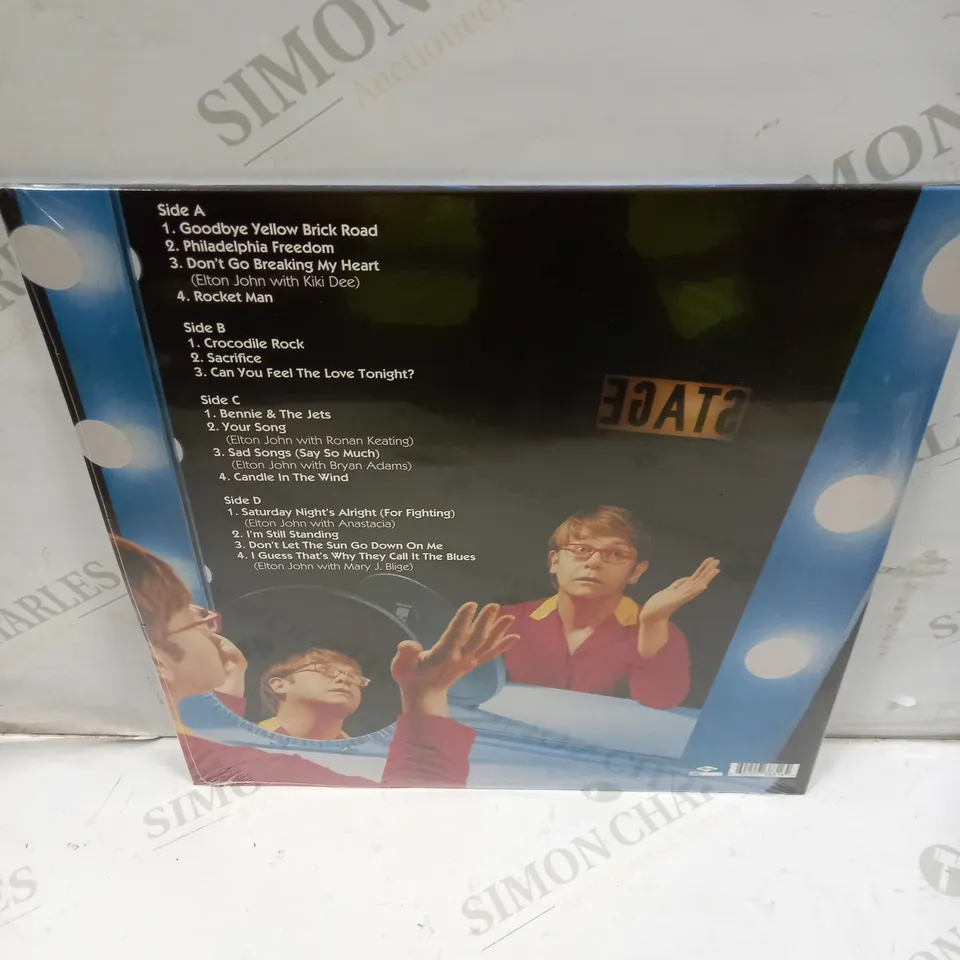 SIMON
Auctioneer
SIMON
Side A
1. Goodbye Yellow Brick Road
2. Philadelphia Freedom
3. Don't Go Breaking My Heart
(Elton John with Kiki Dee)
4. Rocket Man
Side B
1. Crocodile Rock
2. Sacrifice
3. Can You Feel The Love Tonight?
Side C
1. Bennie & The Jets
2. Your Song
(Elton John with Ronan Keating)
3. Sad Songs (Say So Much)
(Elton John with Bryan Adams)
4. Candle In The Wind
Side D
1. Saturday Night's Alright (For Fighting)
(Elton John with Anastacia)
2. I'm Still Standing
3. Don't Let The Sun Go Down On Me
4. I Guess That's Why They Call It The Blues
(Elton John with Mary J. Blige)
STAGE
SIMON CHARLES
SIMON CHAR